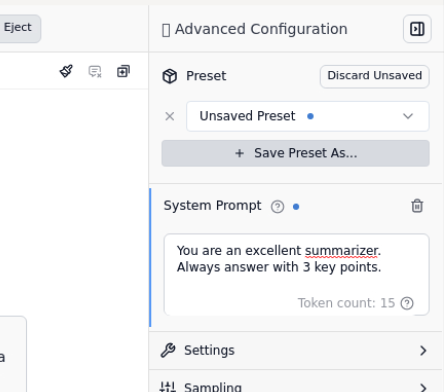 Eject
Advanced Configuration
Preset
Discard Unsaved
Unsaved Preset
+ Save Preset As...
System Prompt
You are an excellent summarizer.
Always answer with 3 key points.
Token count: 15
a
Settings
Sampling